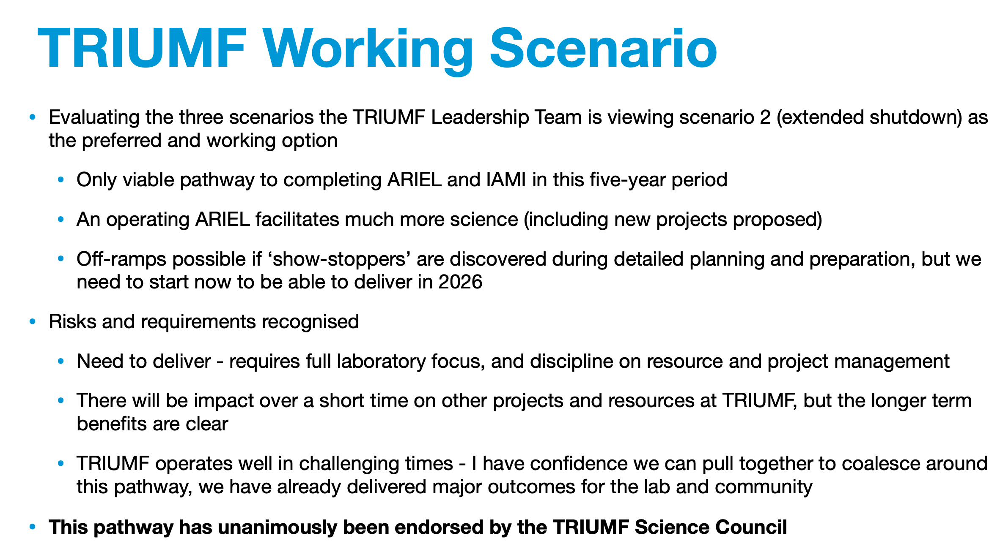 TRIUMF Working Scenario
• Evaluating the three scenarios the TRIUMF Leadership Team is viewing scenario 2 (extended shutdown) as
the preferred and working option
• Only viable pathway to completing ARIEL and IAMI in this five-year period
• An operating ARIEL facilitates much more science (including new projects proposed)
• Off-ramps possible if ‘show-stoppers’ are discovered during detailed planning and preparation, but we
need to start now to be able to deliver in 2026
• Risks and requirements recognised
• Need to deliver - requires full laboratory focus, and discipline on resource and project management
• There will be impact over a short time on other projects and resources at TRIUMF, but the longer term
benefits are clear
• TRIUMF operates well in challenging times - I have confidence we can pull together to coalesce around
this pathway, we have already delivered major outcomes for the lab and community
• This pathway has unanimously been endorsed by the TRIUMF Science Council